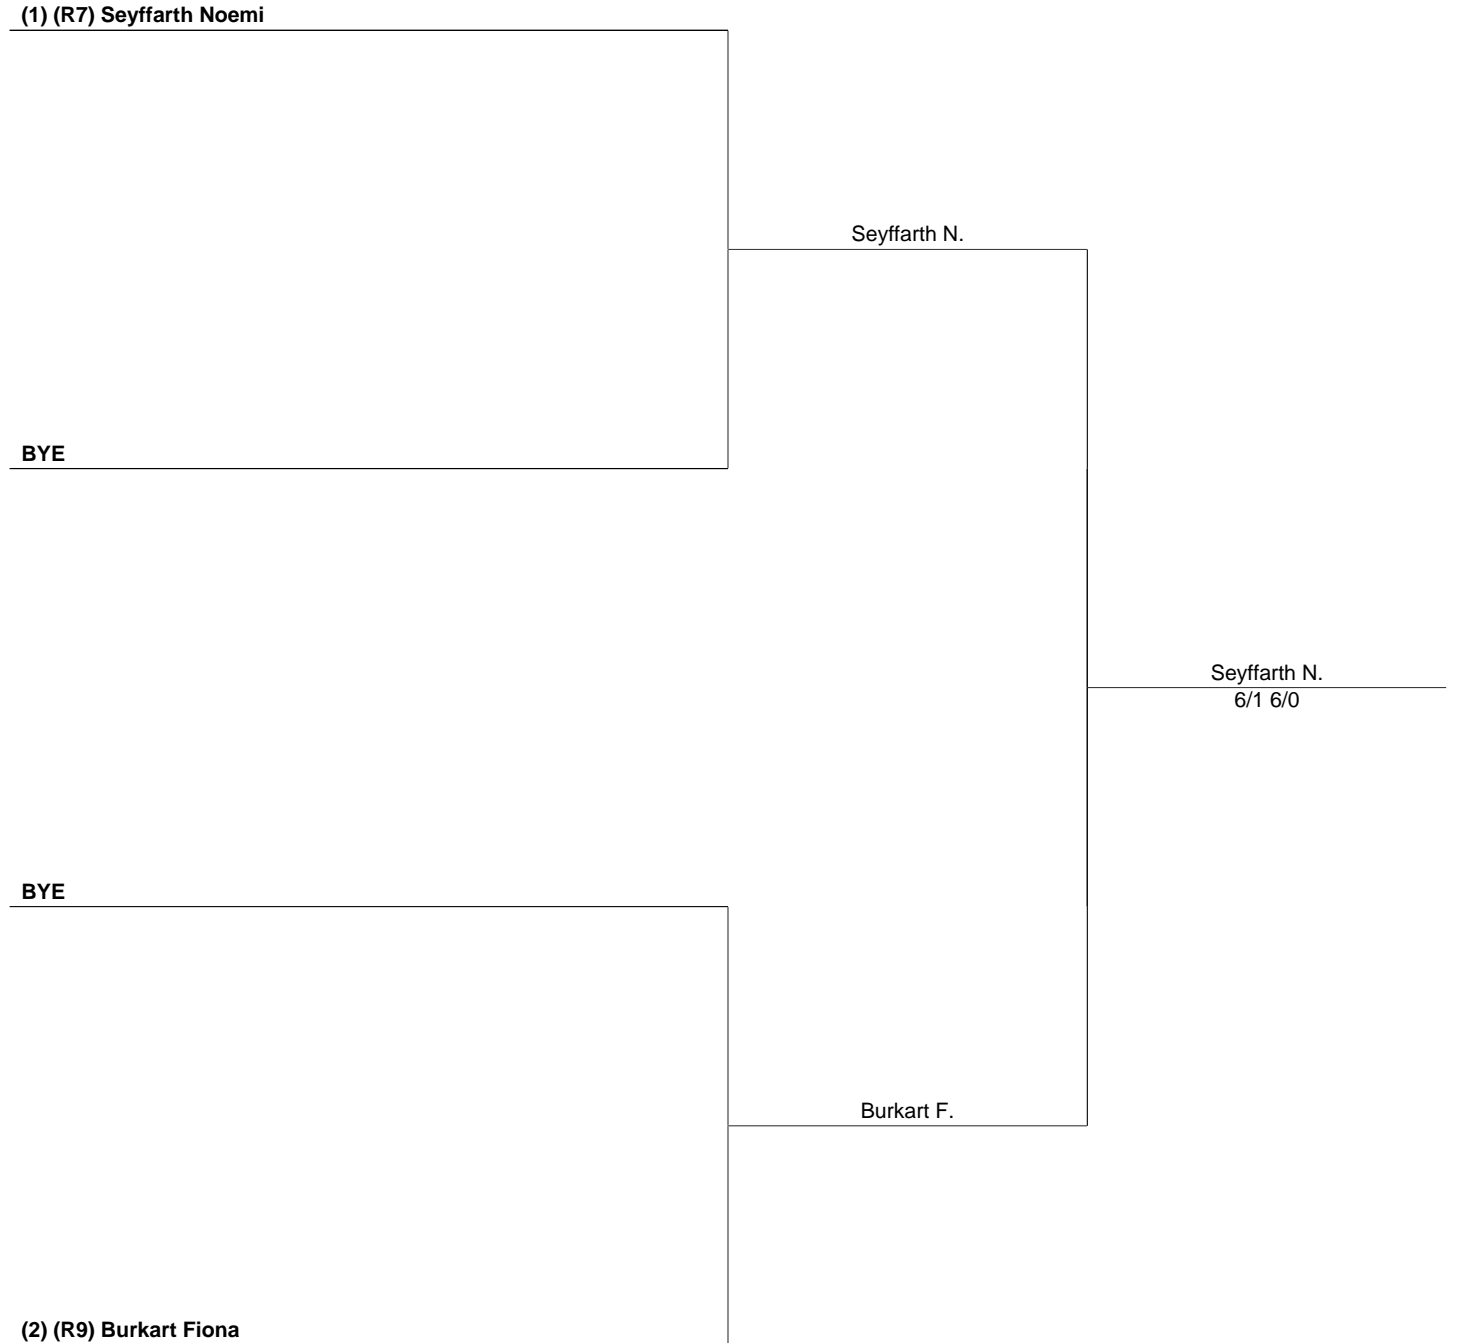 (1) (R7) Seyffarth Noemi
Seyffarth N.
BYE
Seyffarth N.
6/1 6/0
BYE
Burkart F.
(2) (R9) Burkart Fiona